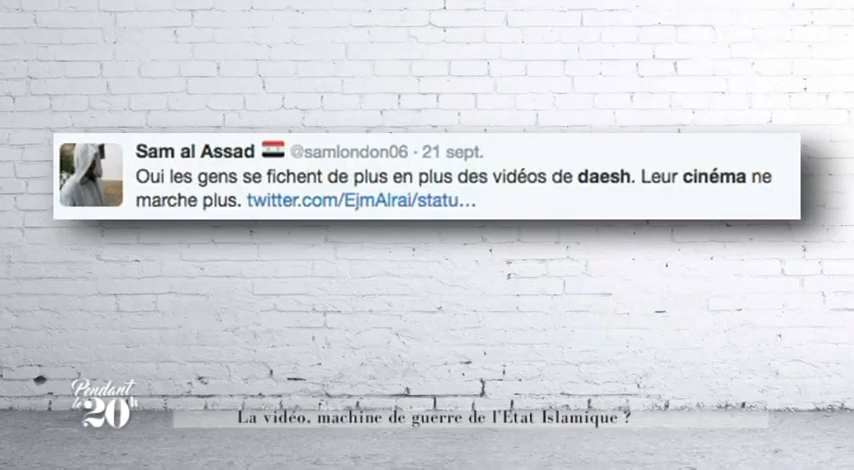 Sam al Assad @samlondon06 · 21 sept.
Oui les gens se fichent de plus en plus des vidéos de daesh. Leur cinéma ne
marche plus. twitter.com/EjmAlrai/statu...
Pendant
le 20h
La vidéo, machine de guerre de l'Etat Islamique ?